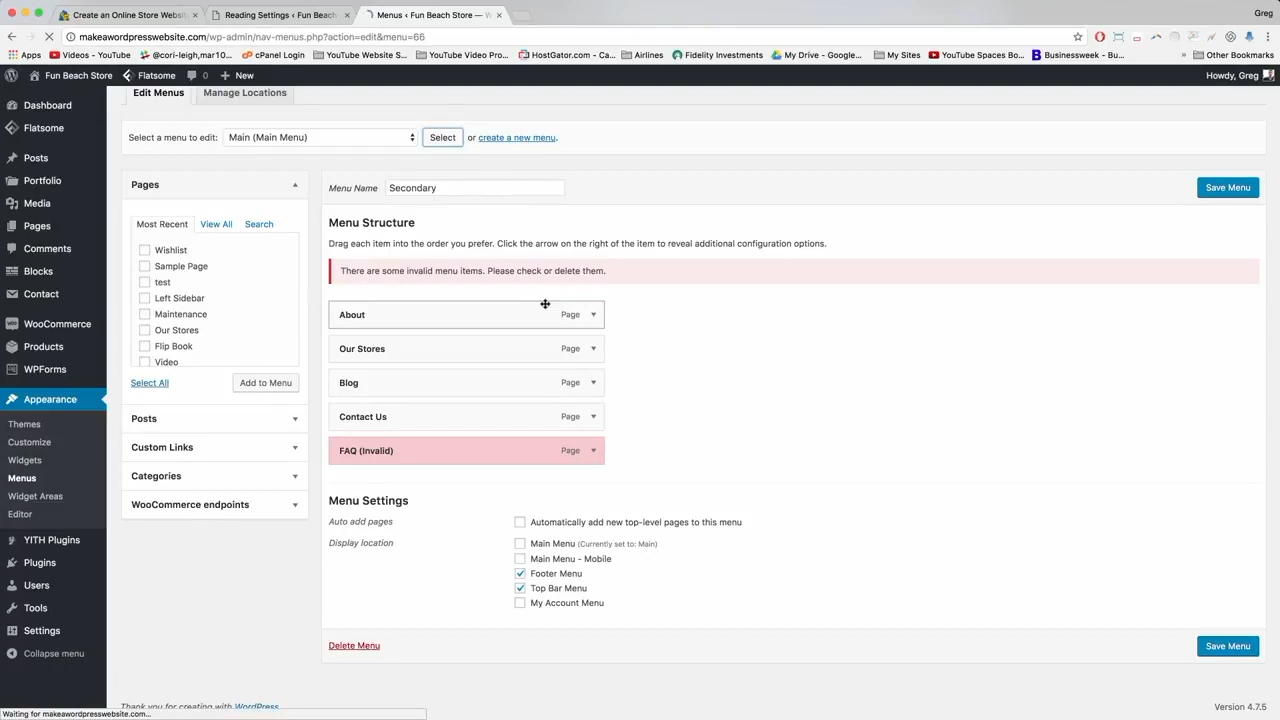 Create an Online Store Websit
Reading Settings ‹ Fun Beach
Menus ‹ Fun Beach Store — W
Greg
makeawordpresswebsite.com/wp-admin/nav-menus.php?action=edit&menu=66
Apps
Videos - YouTube
@cori-leigh,mar10...
cPanel Login
YouTube Website S...
YouTube Video Pro...
HostGator.com - Ca...
Airlines
Fidelity Investments
My Drive - Google...
My Sites
YouTube Spaces Bo...
Businessweek - Bu...
Other Bookmarks
Fun Beach Store
Flatsome
0
New
Howdy, Greg
Dashboard
Flatsome
Posts
Portfolio
Media
Pages
Comments
Blocks
Contact
WooCommerce
Products
WPForms
Appearance
Themes
Customize
Widgets
Menus
Widget Areas
Editor
YITH Plugins
Plugins
Users
Tools
Settings
Collapse menu
Edit Menus
Manage Locations
Select a menu to edit: Main (Main Menu) Select or create a new menu.
Pages
Most Recent View All Search
Wishlist
Sample Page
test
Left Sidebar
Maintenance
Our Stores
Flip Book
Video
Select All
Add to Menu
Posts
Custom Links
Categories
WooCommerce endpoints
Menu Name Secondary
Save Menu
Menu Structure
Drag each item into the order you prefer. Click the arrow on the right of the item to reveal additional configuration options.
There are some invalid menu items. Please check or delete them.
About Page
Our Stores Page
Blog Page
Contact Us Page
FAQ (Invalid) Page
Menu Settings
Auto add pages
Automatically add new top-level pages to this menu
Display location
Main Menu (Currently set to: Main)
Main Menu - Mobile
Footer Menu
Top Bar Menu
My Account Menu
Delete Menu
Save Menu
Thank you for creating with WordPress
Version 4.7.5
Waiting for makeawordpresswebsite.com...